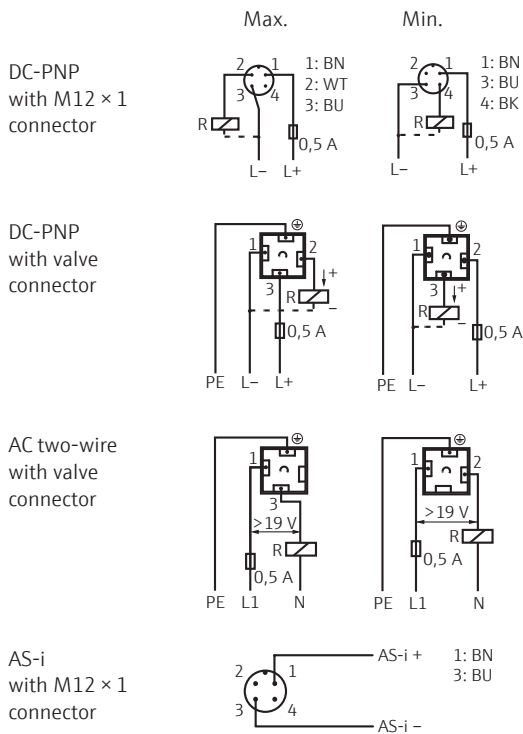 Max. Min.
DC-PNP
with M12 × 1
connector
2 1
3 4
R
0,5 A
L– L+
1: BN
2: WT
3: BU
2 1
3 4
R
0,5 A
L– L+
1: BN
3: BU
4: BK
DC-PNP
with valve
connector
1 2
3
R
+
–
0,5 A
PE L– L+
1 2
3
R
+
–
0,5 A
PE L– L+
AC two-wire
with valve
connector
1
3
>19 V
R
0,5 A
PE L1 N
1 2
>19 V
R
0,5 A
PE L1 N
AS-i
with M12 × 1
connector
2 1
3 4
AS-i +
AS-i –
1: BN
3: BU